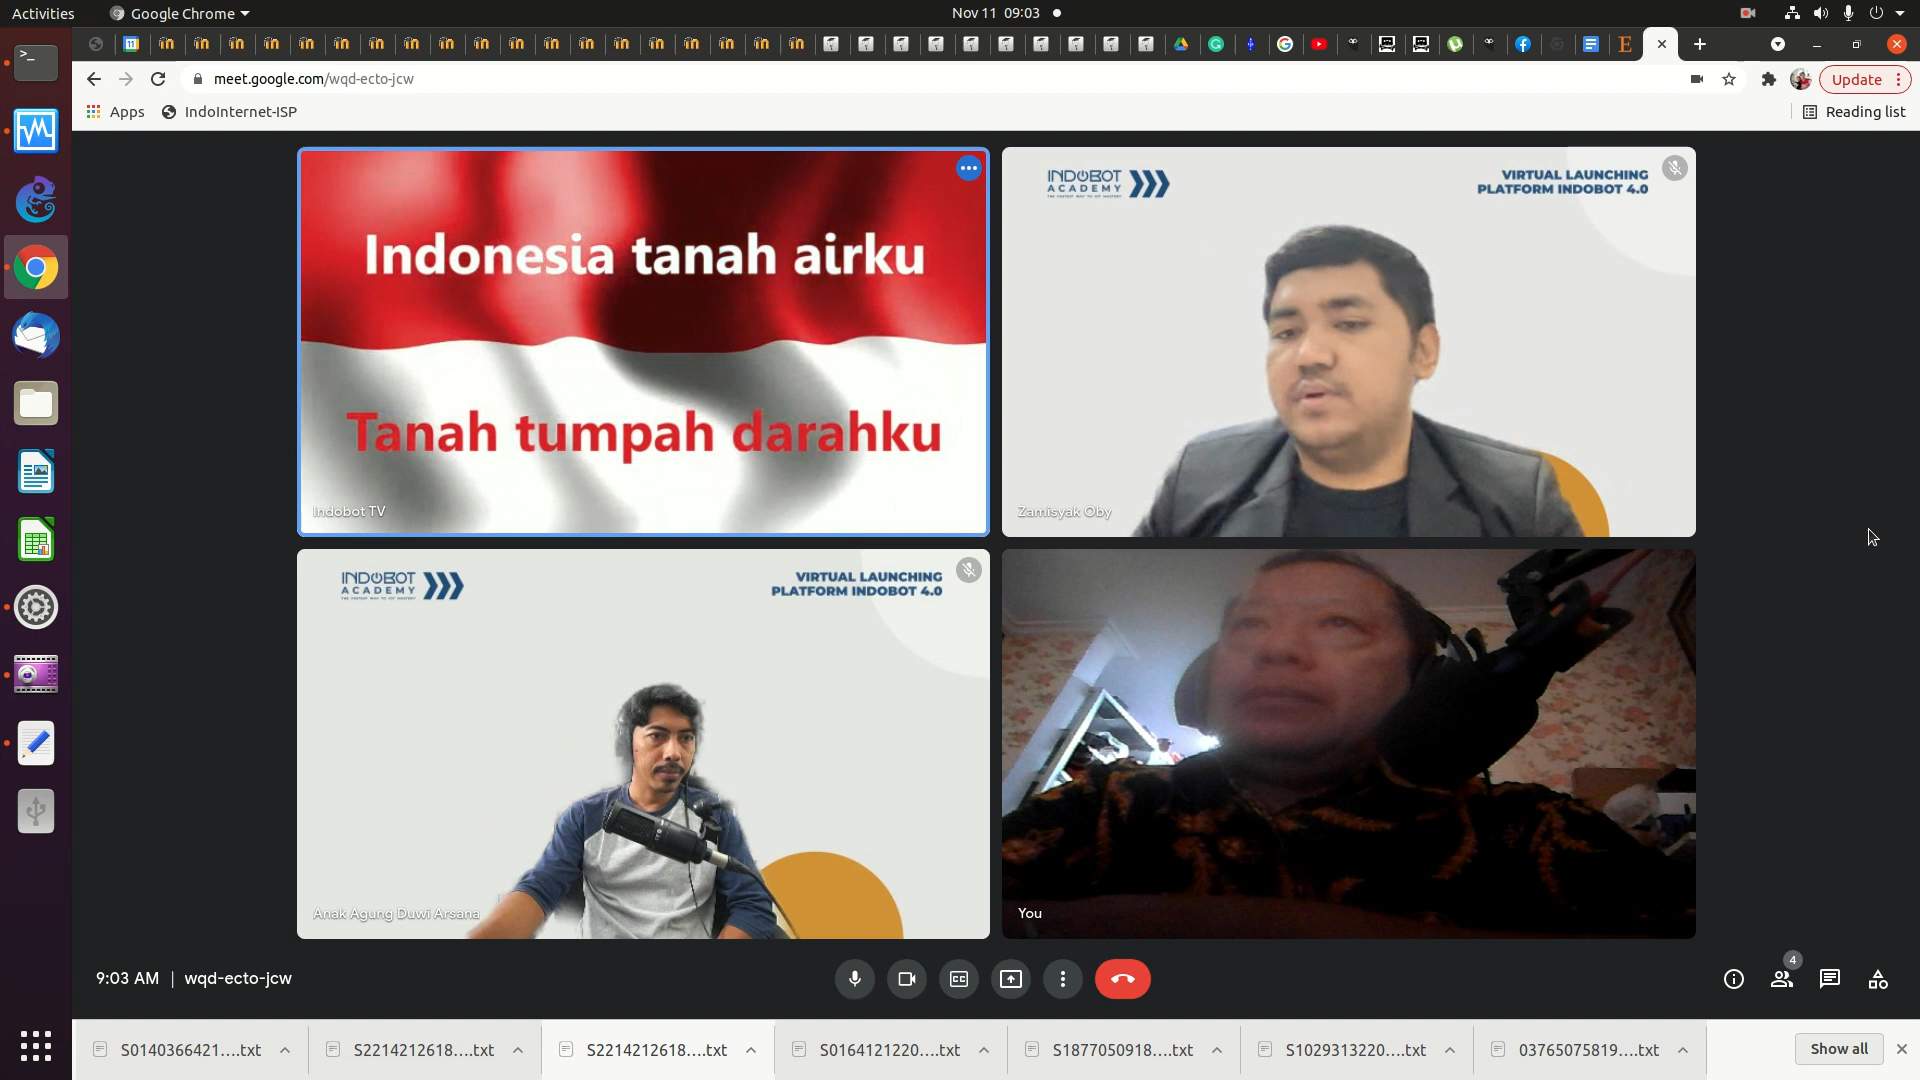 Activities
Google Chrome
Nov 11 09:03
meet.google.com/wqd-ecto-jcw
Update
Apps
IndoInternet-ISP
Reading list
Indonesia tanah airku
Tanah tumpah darahku
Indobot TV
INDOBOT
ACADEMY
VIRTUAL LAUNCHING
PLATFORM INDOBOT 4.0
Zamisyak Oby
INDOBOT
ACADEMY
VIRTUAL LAUNCHING
PLATFORM INDOBOT 4.0
Anak Agung Duwi Arsana
You
9:03 AM | wqd-ecto-jcw
CC
4
S0140366421....txt
S2214212618....txt
S2214212618....txt
S0164121220....txt
S1877050918....txt
S1029313220....txt
03765075819....txt
Show all